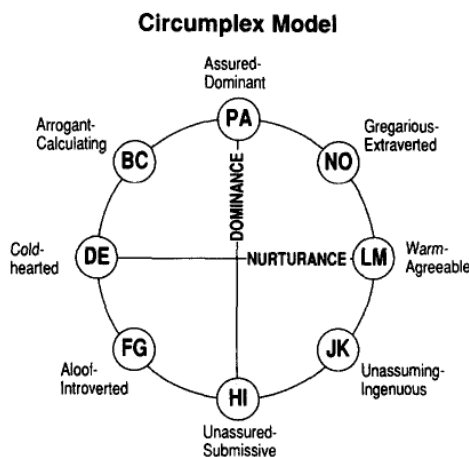 Circumplex Model
Assured-
Dominant
PA
Arrogant-
Calculating
BC
Gregarious-
Extraverted
NO
DOMINANCE
Cold-
hearted
DE
NURTURANCE
LM
Warm-
Agreeable
FG
Aloof-
Introverted
JK
Unassuming-
Ingenuous
HI
Unassured-
Submissive